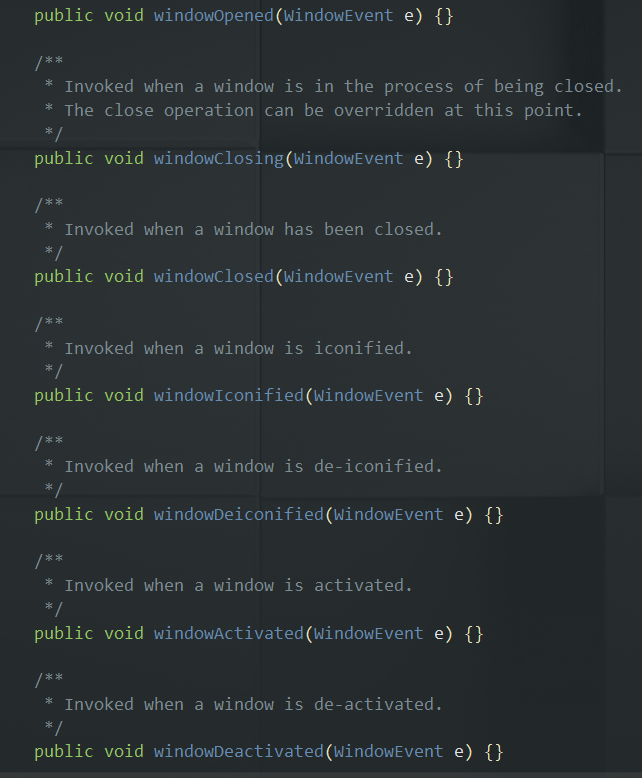 public void windowOpened(WindowEvent e) {}
/**
* Invoked when a window is in the process of being closed.
* The close operation can be overridden at this point.
*/
public void windowClosing(WindowEvent e) {}
/**
* Invoked when a window has been closed.
*/
public void windowClosed(WindowEvent e) {}
/**
* Invoked when a window is iconified.
*/
public void windowIconified(WindowEvent e) {}
/**
* Invoked when a window is de-iconified.
*/
public void windowDeiconified(WindowEvent e) {}
/**
* Invoked when a window is activated.
*/
public void windowActivated(WindowEvent e) {}
/**
* Invoked when a window is de-activated.
*/
public void windowDeactivated(WindowEvent e) {}